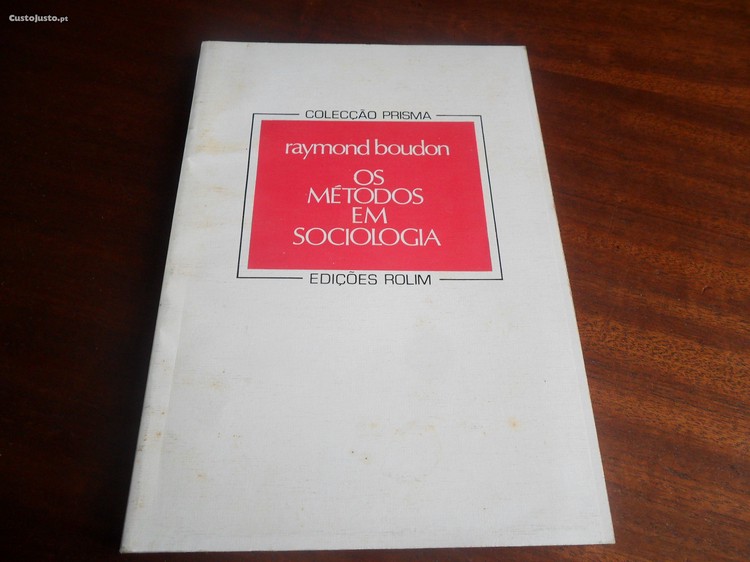 CustoJusto.pt
COLECÇÃO PRISMA
raymond boudon
OS
MÉTODOS
EM
SOCIOLOGIA
EDIÇÕES ROLIM